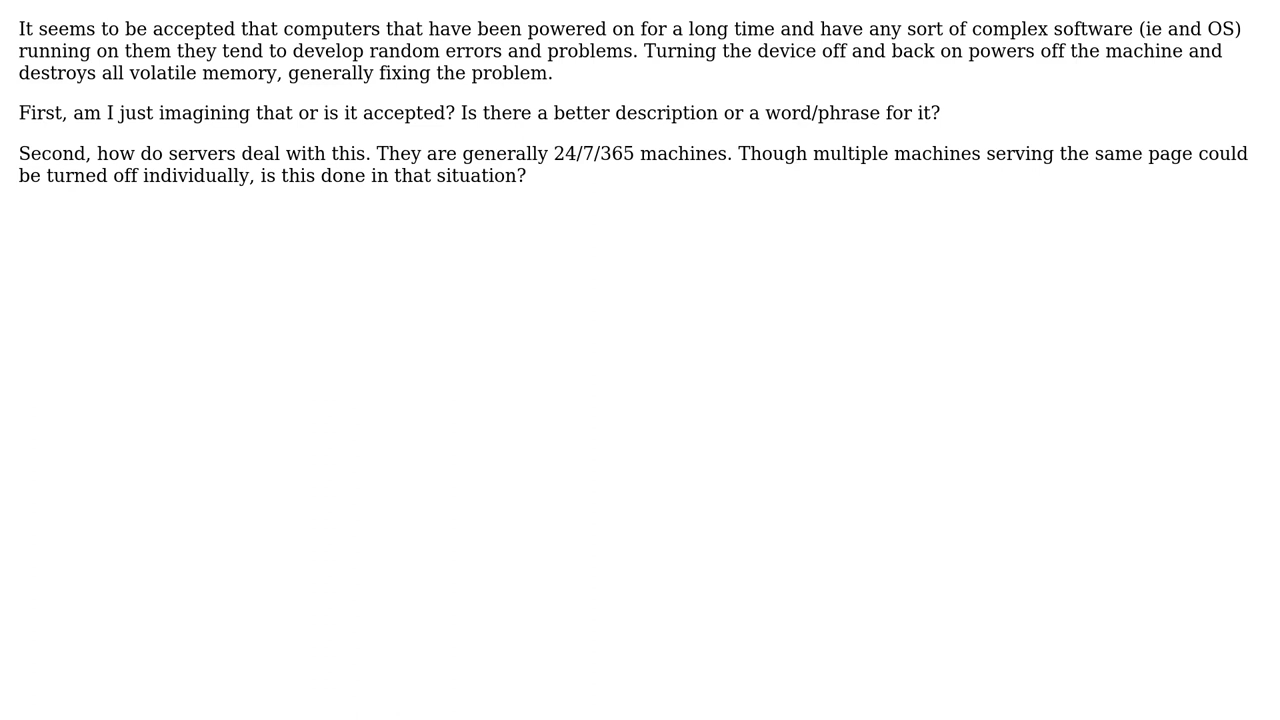 It seems to be accepted that computers that have been powered on for a long time and have any sort of complex software (ie and OS)
running on them they tend to develop random errors and problems. Turning the device off and back on powers off the machine and
destroys all volatile memory, generally fixing the problem.
First, am I just imagining that or is it accepted? Is there a better description or a word/phrase for it?
Second, how do servers deal with this. They are generally 24/7/365 machines. Though multiple machines serving the same page could
be turned off individually, is this done in that situation?